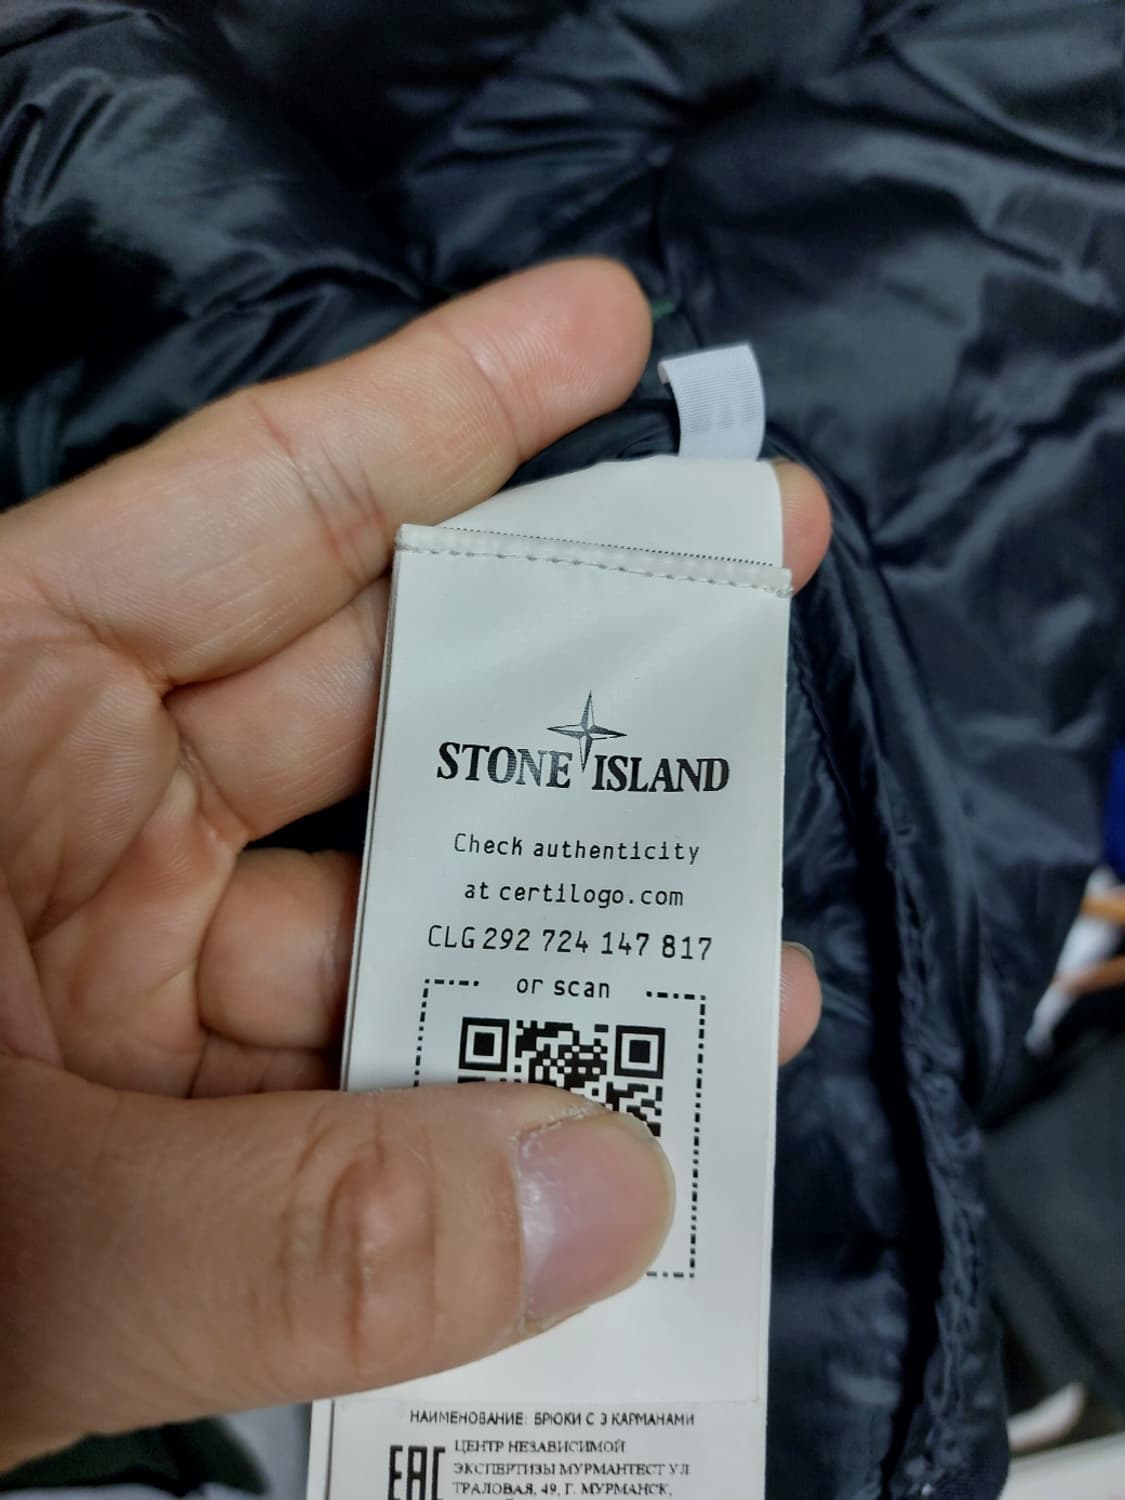 STONE ISLAND
Check authenticity
at certilogo.com
CLG 292 724 147 817
or scan
НАИМЕНОВАНИЕ: БРЮКИ С 3 КАРМАНАМИ
EAC
ЦЕНТР НЕЗАВИСИМОЙ
ЭКСПЕРТИЗЫ МУРМАНТЕСТ УЛ
ТРАЛОВАЯ, 49, Г. МУРМАНСК,